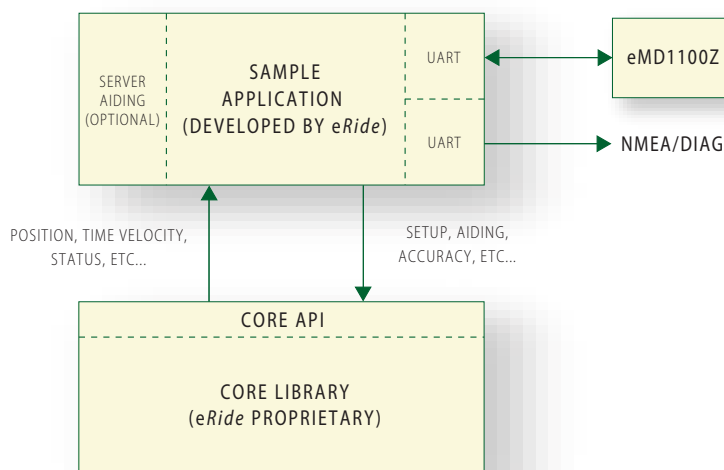 SERVER
AIDING
(OPTIONAL)
SAMPLE
APPLICATION
(DEVELOPED BY eRide)
UART
UART
eMD1100Z
NMEA/DIAG
POSITION, TIME VELOCITY,
STATUS, ETC...
SETUP, AIDING,
ACCURACY, ETC...
CORE API
CORE LIBRARY
(eRide PROPRIETARY)